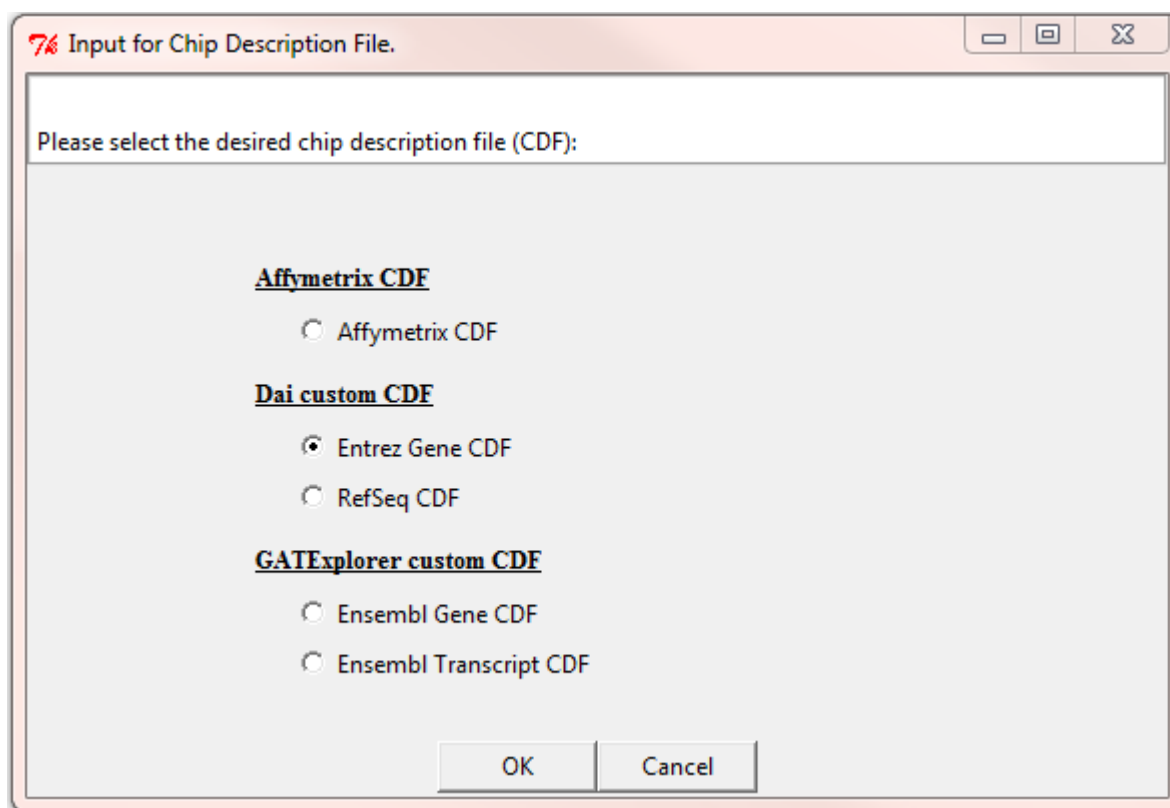 Input for Chip Description File.
Please select the desired chip description file (CDF):
Affymetrix CDF
Affymetrix CDF
Dai custom CDF
Entrez Gene CDF
RefSeq CDF
GATExplorer custom CDF
Ensembl Gene CDF
Ensembl Transcript CDF
OK Cancel